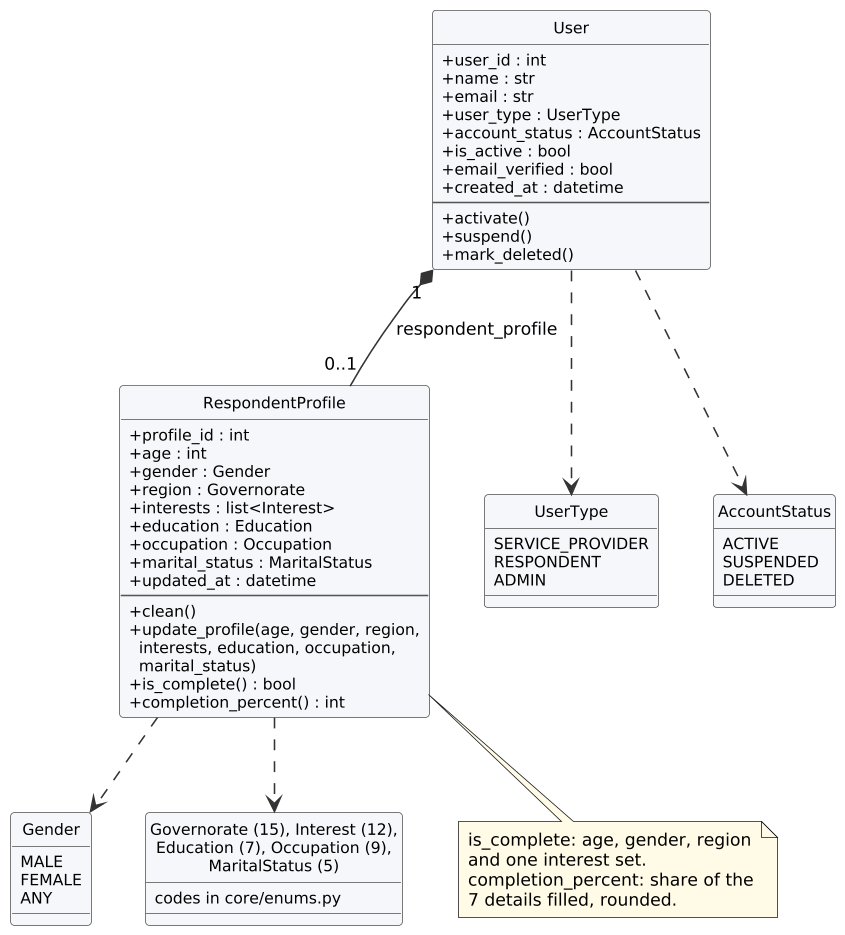 User
+user_id : int
+name : str
+email : str
+user_type : UserType
+account_status : AccountStatus
+is_active : bool
+email_verified : bool
+created_at : datetime
+activate()
+suspend()
+mark_deleted()
1
respondent_profile
0..1
RespondentProfile
+profile_id : int
+age : int
+gender : Gender
+region : Governorate
+interests : list<Interest>
+education : Education
+occupation : Occupation
+marital_status : MaritalStatus
+updated_at : datetime
+clean()
+update_profile(age, gender, region,
interests, education, occupation,
marital_status)
+is_complete() : bool
+completion_percent() : int
UserType
SERVICE_PROVIDER
RESPONDENT
ADMIN
AccountStatus
ACTIVE
SUSPENDED
DELETED
Gender
MALE
FEMALE
ANY
Governorate (15), Interest (12),
Education (7), Occupation (9),
MaritalStatus (5)
codes in core/enums.py
is_complete: age, gender, region
and one interest set.
completion_percent: share of the
7 details filled, rounded.